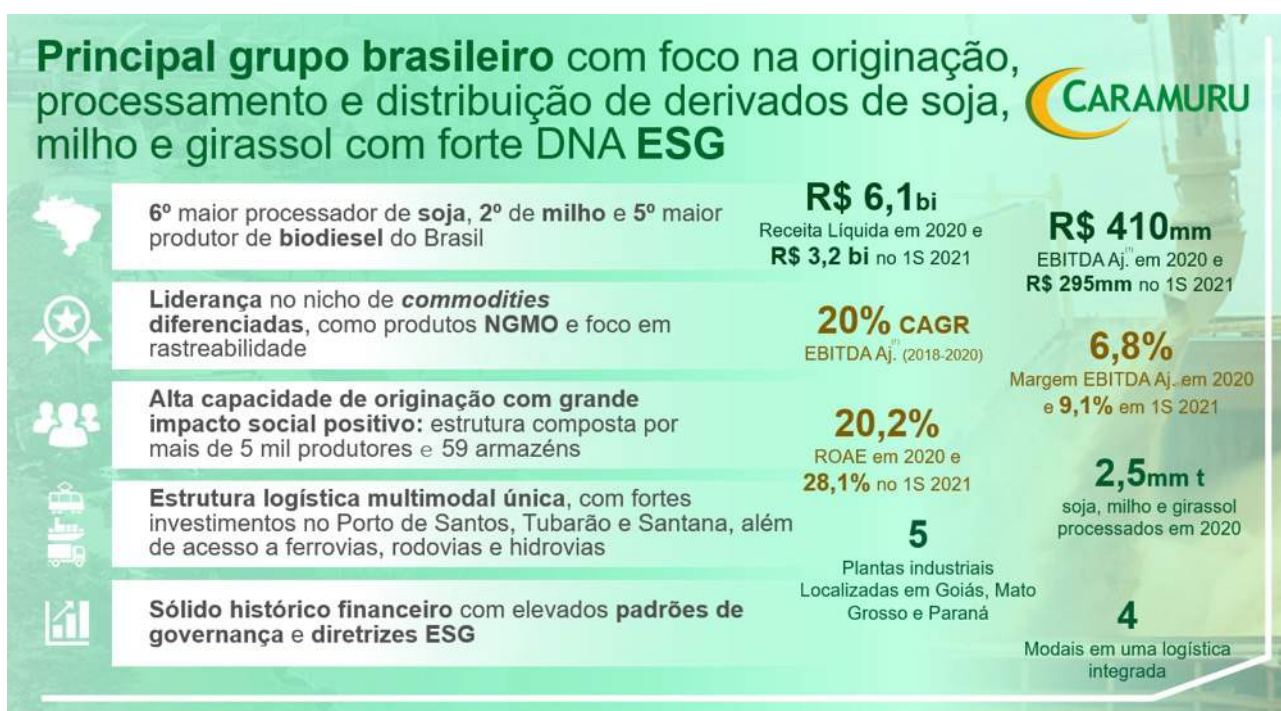 Principal grupo brasileiro com foco na originação,
processamento e distribuição de derivados de soja,
milho e girassol com forte DNA ESG
CARAMURU
6º maior processador de soja, 2º de milho e 5º maior
produtor de biodiesel do Brasil
Liderança no nicho de commodities
diferenciadas, como produtos NGMO e foco em
rastreabilidade
Alta capacidade de originação com grande
impacto social positivo: estrutura composta por
mais de 5 mil produtores e 59 armazéns
Estrutura logística multimodal única, com fortes
investimentos no Porto de Santos, Tubarão e Santana, além
de acesso a ferrovias, rodovias e hidrovias
Sólido histórico financeiro com elevados padrões de
governança e diretrizes ESG
R$ 6,1bi
Receita Líquida em 2020 e
R$ 3,2 bi no 1S 2021
R$ 410mm
EBITDA Aj.(1) em 2020 e
R$ 295mm no 1S 2021
20% CAGR
EBITDA Aj.(1) (2018-2020)
6,8%
Margem EBITDA Aj. em 2020
e 9,1% em 1S 2021
20,2%
ROAE em 2020 e
28,1% no 1S 2021
2,5mm t
soja, milho e girassol
processados em 2020
5
Plantas industriais
Localizadas em Goiás, Mato
Grosso e Paraná
4
Modais em uma logística
integrada